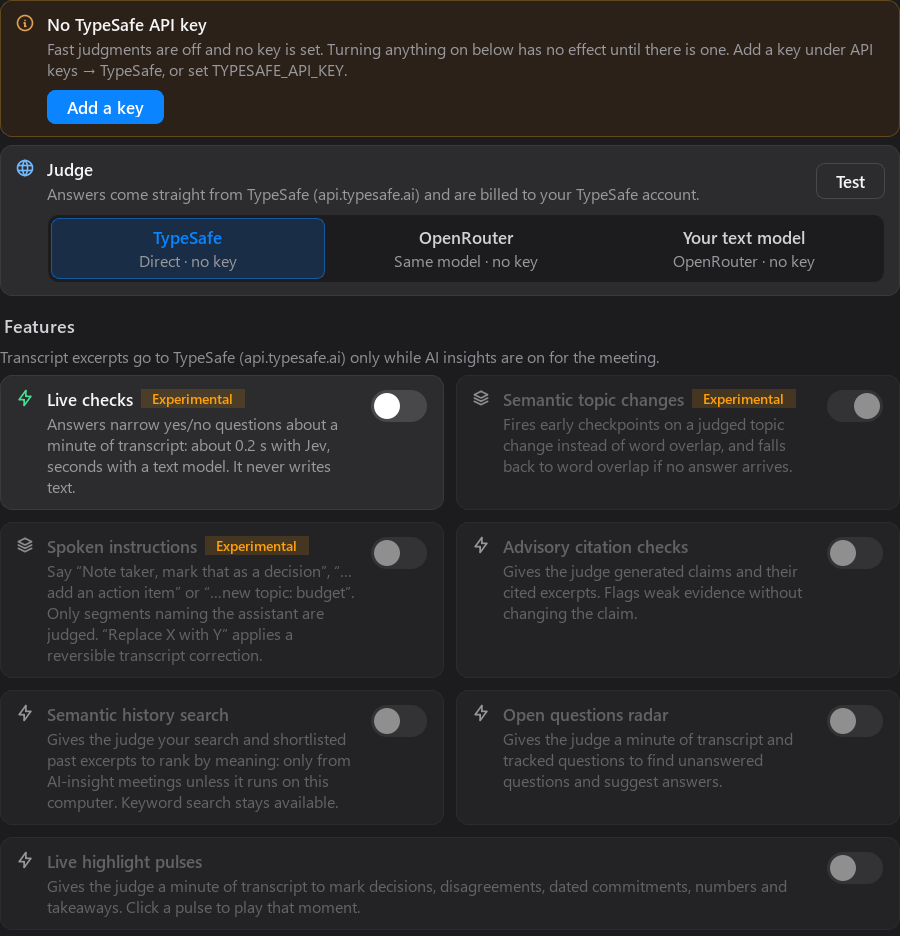 No TypeSafe API key
Fast judgments are off and no key is set. Turning anything on below has no effect until there is one. Add a key under API
keys → TypeSafe, or set TYPESAFE_API_KEY.
Add a key
Judge
Answers come straight from TypeSafe (api.typesafe.ai) and are billed to your TypeSafe account.
Test
TypeSafe
Direct · no key
OpenRouter
Same model · no key
Your text model
OpenRouter · no key
Features
Transcript excerpts go to TypeSafe (api.typesafe.ai) only while AI insights are on for the meeting.
Live checks Experimental
Answers narrow yes/no questions about a
minute of transcript: about 0.2 s with Jev,
seconds with a text model. It never writes
text.
Semantic topic changes Experimental
Fires early checkpoints on a judged topic
change instead of word overlap, and falls
back to word overlap if no answer arrives.
Spoken instructions Experimental
Say “Note taker, mark that as a decision”, “…
add an action item” or “…new topic: budget”.
Only segments naming the assistant are
judged. “Replace X with Y” applies a
reversible transcript correction.
Advisory citation checks
Gives the judge generated claims and their
cited excerpts. Flags weak evidence without
changing the claim.
Semantic history search
Gives the judge your search and shortlisted
past excerpts to rank by meaning: only from
AI-insight meetings unless it runs on this
computer. Keyword search stays available.
Open questions radar
Gives the judge a minute of transcript and
tracked questions to find unanswered
questions and suggest answers.
Live highlight pulses
Gives the judge a minute of transcript to mark decisions, disagreements, dated commitments, numbers and
takeaways. Click a pulse to play that moment.